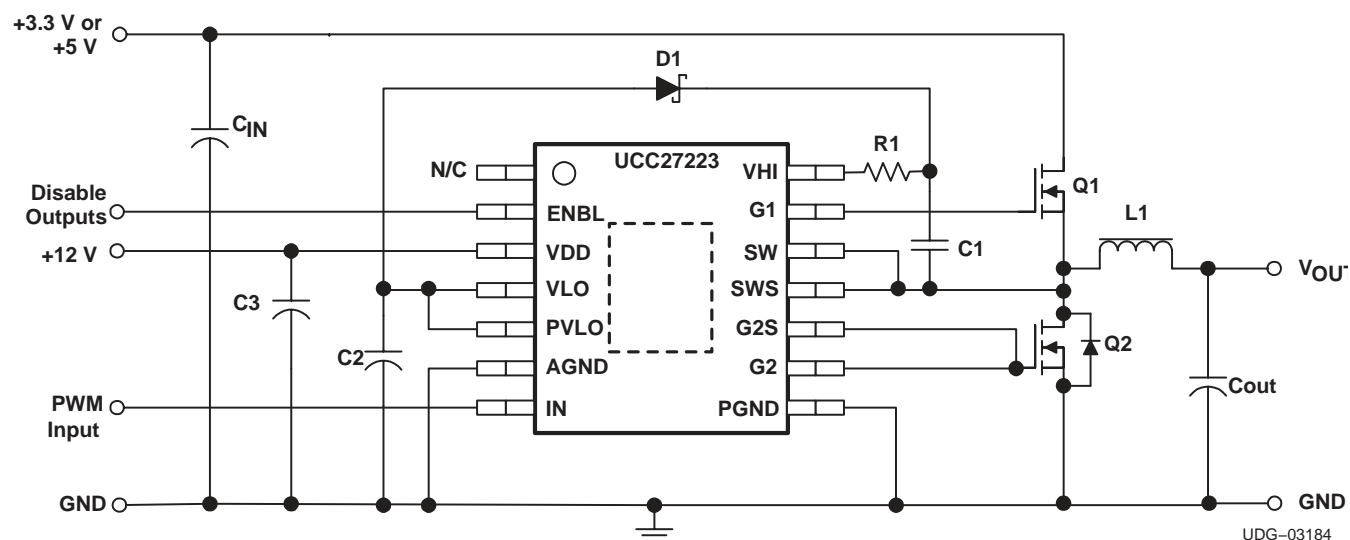 +3.3 V or
+5 V
D1
CIN
R1
UCC27223
N/C
VHI
Q1
Disable
Outputs
ENBL
G1
L1
+12 V
VDD
SW
C1
VOUT
C3
VLO
SWS
PVLO
G2S
Q2
C2
AGND
G2
Cout
PWM
Input
IN
PGND
GND
GND
UDG–03184